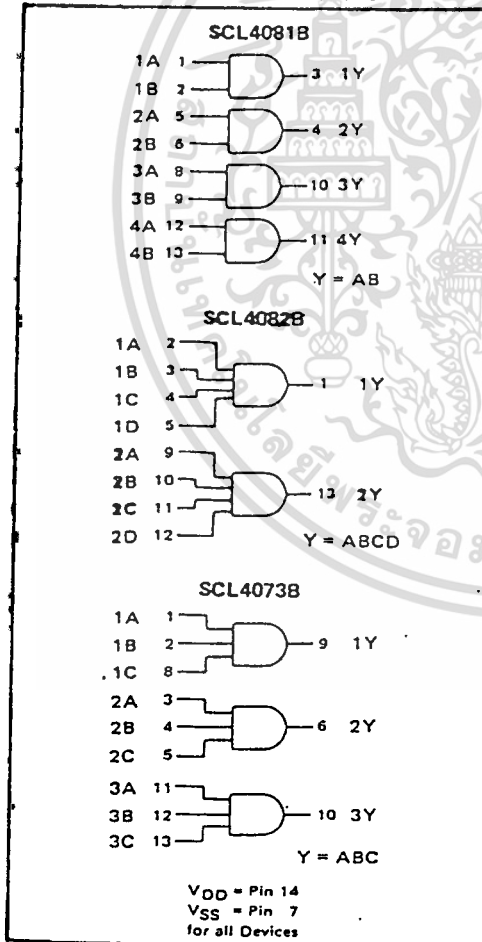 SCL4081B
1A 1
1B 2
3 1Y
2A 5
2B 6
4 2Y
3A 8
3B 9
10 3Y
4A 12
4B 13
11 4Y
Y = AB
SCL4082B
1A 2
1B 3
1C 4
1D 5
1 1Y
2A 9
2B 10
2C 11
2D 12
13 2Y
Y = ABCD
SCL4073B
1A 1
1B 2
1C 8
9 1Y
2A 3
2B 4
2C 5
6 2Y
3A 11
3B 12
3C 13
10 3Y
Y = ABC
VDD = Pin 14
VSS = Pin 7
for all Devices